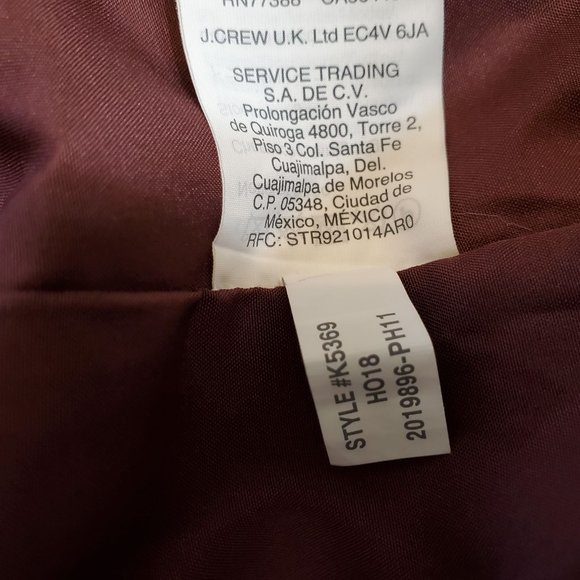 RN77388
J.CREW U.K. Ltd EC4V 6JA
SERVICE TRADING
S.A. DE C.V.
Prolongación Vasco
de Quiroga 4800, Torre 2,
Piso 3 Col. Santa Fe
Cuajimalpa, Del.
Cuajimalpa de Morelos
C.P. 05348, Ciudad de
México, MÉXICO
RFC: STR921014AR0
STYLE #K5369
HO18
2019896-PH11